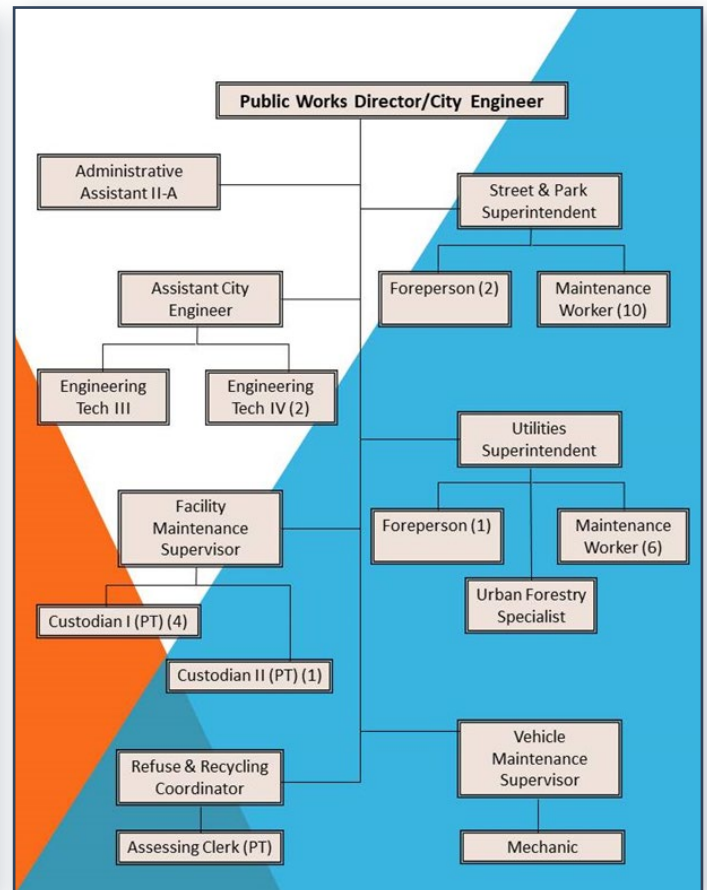 Public Works Director/City Engineer
Administrative
Assistant II-A
Street & Park
Superintendent
Foreperson (2)
Maintenance
Worker (10)
Assistant City
Engineer
Engineering
Tech III
Engineering
Tech IV (2)
Utilities
Superintendent
Foreperson (1)
Maintenance
Worker (6)
Urban Forestry
Specialist
Facility
Maintenance
Supervisor
Custodian I (PT) (4)
Custodian II (PT) (1)
Vehicle
Maintenance
Supervisor
Mechanic
Refuse & Recycling
Coordinator
Assessing Clerk (PT)